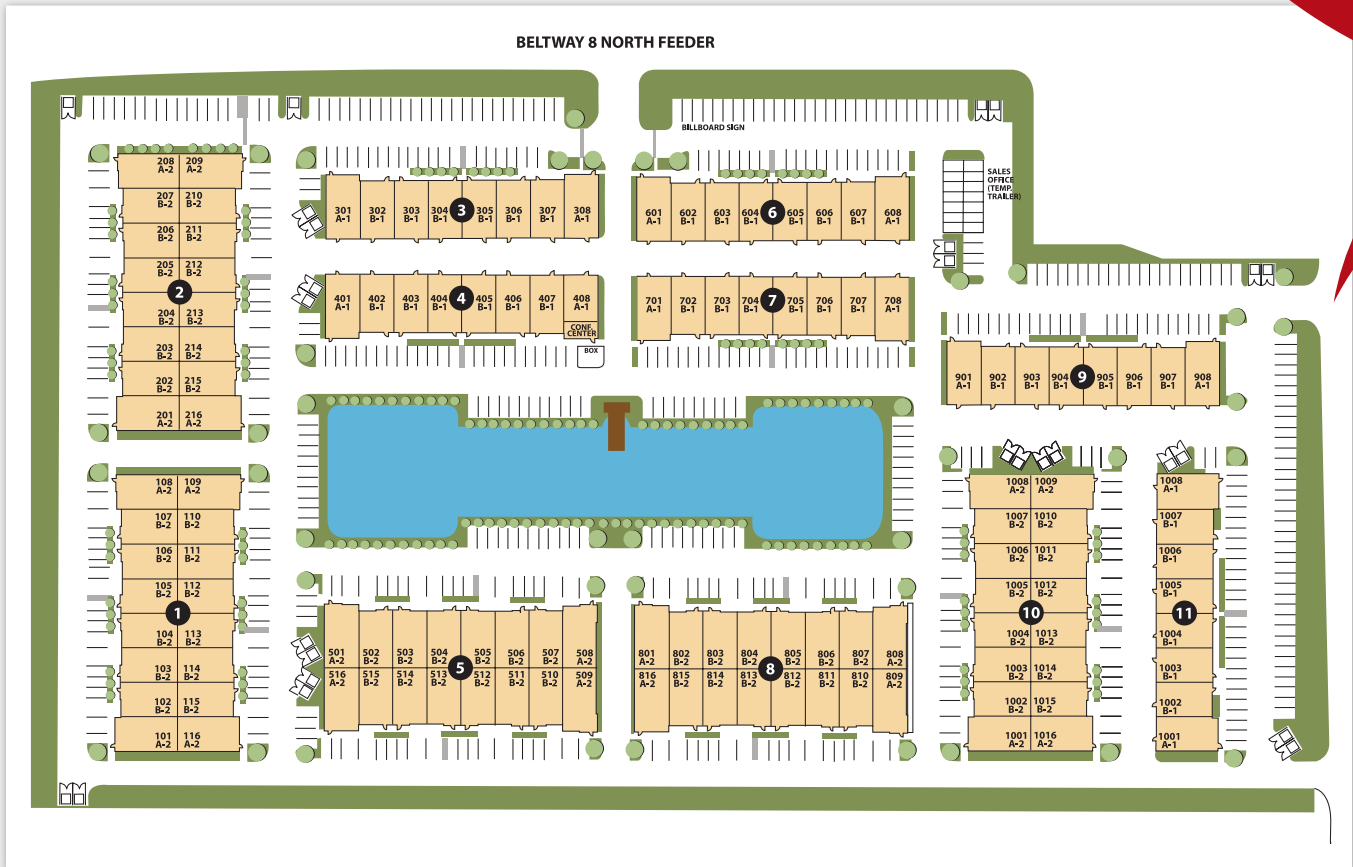 BELTWAY 8 NORTH FEEDER
BILLBOARD SIGN
SALES
OFFICE
(TEMP.
TRAILER)
208 209
A-2 A-2
207 210
B-2 B-2
206 211
B-2 B-2
205 212
B-2 B-2
2
204 213
B-2 B-2
203 214
B-2 B-2
202 215
B-2 B-2
201 216
A-2 A-2
301 302 303 304 3 305 306 307 308
A-1 B-1 B-1 B-1 B-1 B-1 B-1 A-1
401 402 403 404 4 405 406 407 408
A-1 B-1 B-1 B-1 B-1 B-1 B-1 A-1
CONF.
CENTER
BOX
601 602 603 604 6 605 606 607 608
A-1 B-1 B-1 B-1 B-1 B-1 B-1 A-1
701 702 703 704 7 705 706 707 708
A-1 B-1 B-1 B-1 B-1 B-1 B-1 A-1
901 902 903 904 9 905 906 907 908
A-1 B-1 B-1 B-1 B-1 B-1 B-1 A-1
108 109
A-2 A-2
107 110
B-2 B-2
106 111
B-2 B-2
105 112
B-2 B-2
1
104 113
B-2 B-2
103 114
B-2 B-2
102 115
B-2 B-2
101 116
A-2 A-2
501 502 503 504 505 506 507 508
A-2 B-2 B-2 B-2 B-2 B-2 B-2 A-2
5
516 515 514 513 512 511 510 509
A-2 B-2 B-2 B-2 B-2 B-2 B-2 A-2
801 802 803 804 805 806 807 808
A-2 B-2 B-2 B-2 B-2 B-2 B-2 A-2
8
816 815 814 813 812 811 810 809
A-2 B-2 B-2 B-2 B-2 B-2 B-2 A-2
1008 1009
A-2 A-2
1007 1010
B-2 B-2
1006 1011
B-2 B-2
1005 1012
B-2 B-2
10
1004 1013
B-2 B-2
1003 1014
B-2 B-2
1002 1015
B-2 B-2
1001 1016
A-2 A-2
1008
A-1
1007
B-1
1006
B-1
1005
B-1
11
1004
B-1
1003
B-1
1002
B-1
1001
A-1